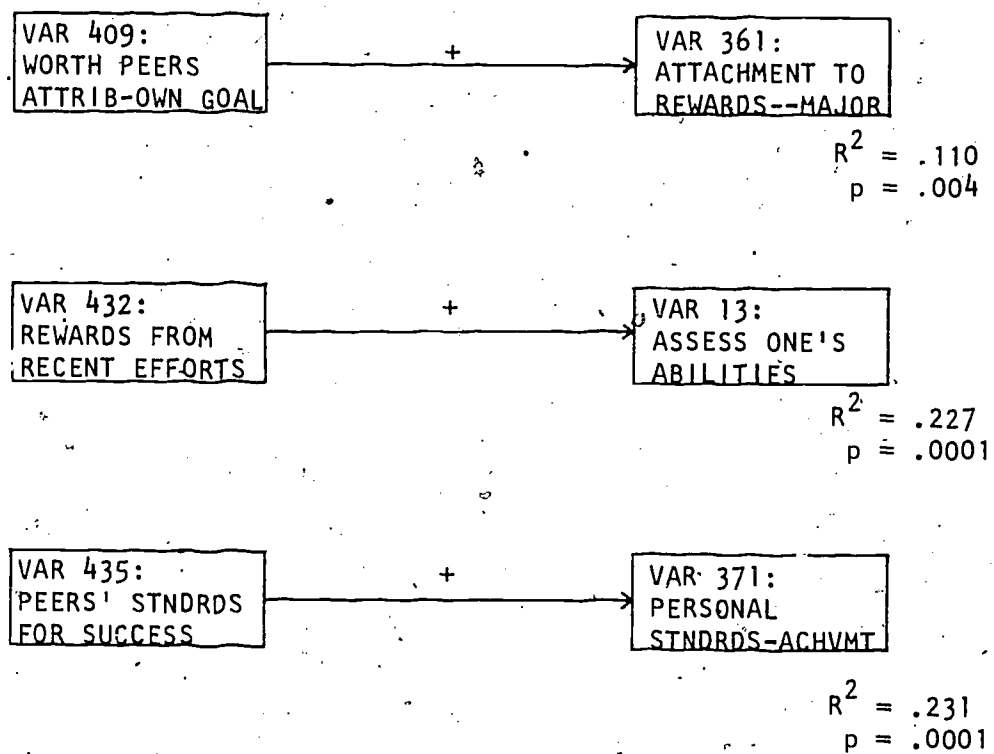 VAR 409:
WORTH PEERS
ATTRIB-OWN GOAL
+
VAR 361:
ATTACHMENT TO
REWARDS--MAJOR
R² = .110
p = .004
VAR 432:
REWARDS FROM
RECENT EFFORTS
+
VAR 13:
ASSESS ONE'S
ABILITIES
R² = .227
p = .0001
VAR 435:
PEERS' STNDRDS
FOR SUCCESS
+
VAR 371:
PERSONAL
STNDRDS-ACHVMT
R² = .231
p = .0001